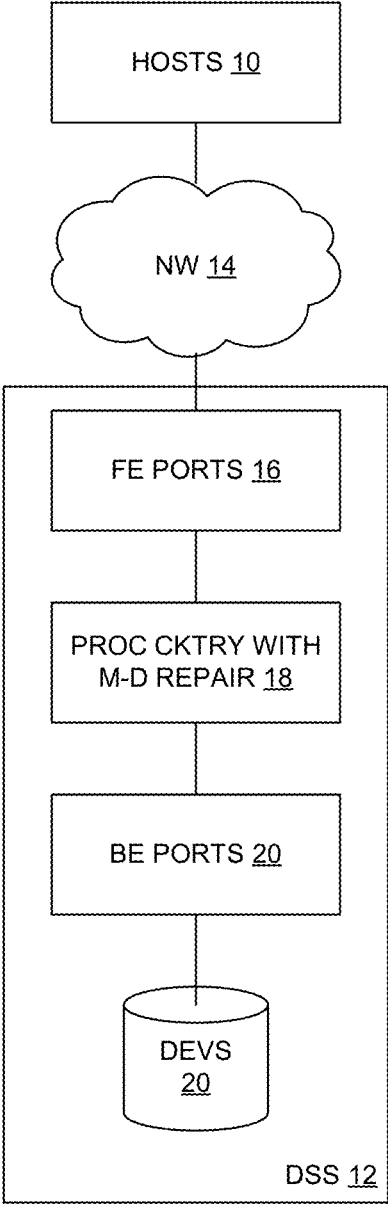 HOSTS 10
NW 14
FE PORTS 16
PROC CKTRY WITH
M-D REPAIR 18
BE PORTS 20
DEVS
20
DSS 12